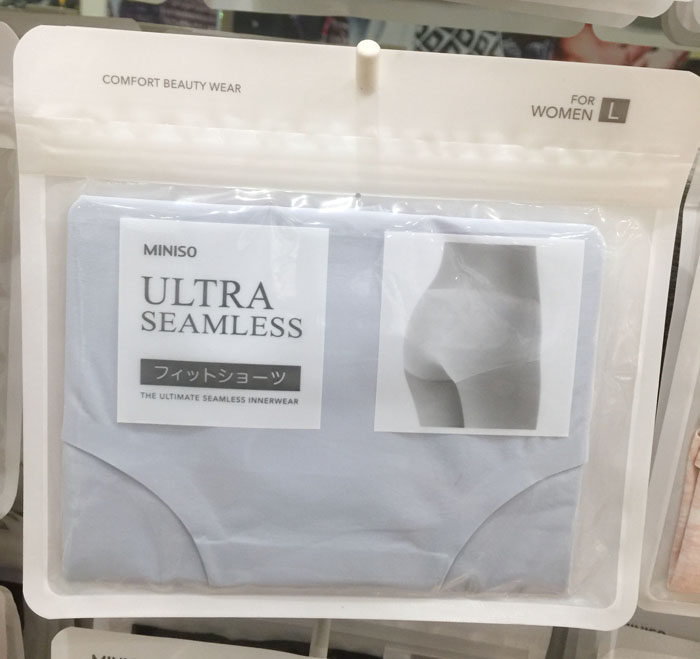 COMFORT BEAUTY WEAR
FOR
WOMEN L
MINISO
ULTRA
SEAMLESS
フィットショーツ
THE ULTIMATE SEAMLESS INNERWEAR